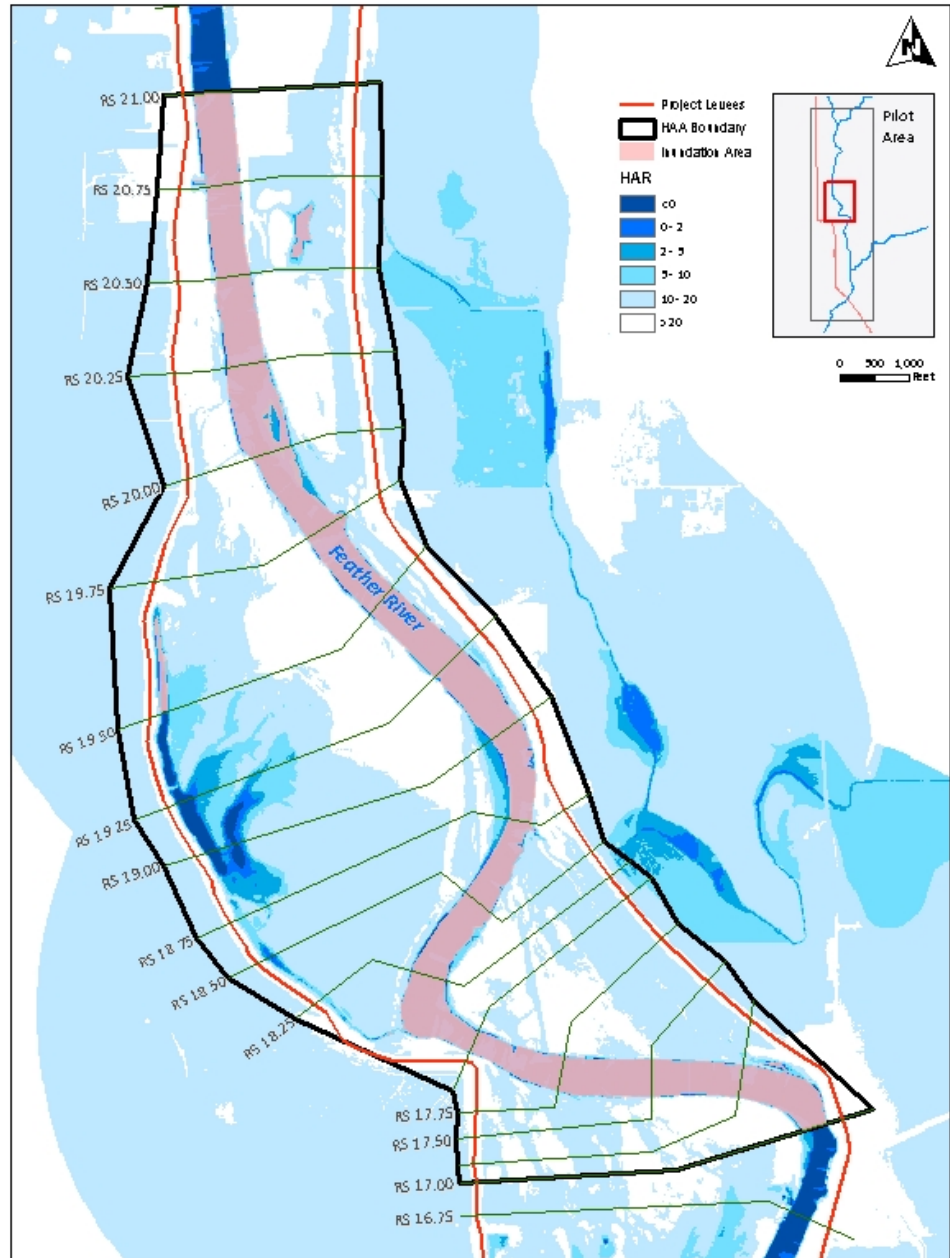 N
Project Levees
HAA Boundary
Inundation Area
HAR
<0
0- 2
2- 5
5- 10
10- 20
>20
Pilot
Area
0 500 1,000
Feet
RS 21.00
RS 20.75
RS 20.50
RS 20.25
RS 20.00
RS 19.75
Feather River
RS 19.50
RS 19.25
RS 19.00
RS 18.75
RS 18.50
RS 18.25
RS 17.75
RS 17.50
RS 17.00
RS 16.75